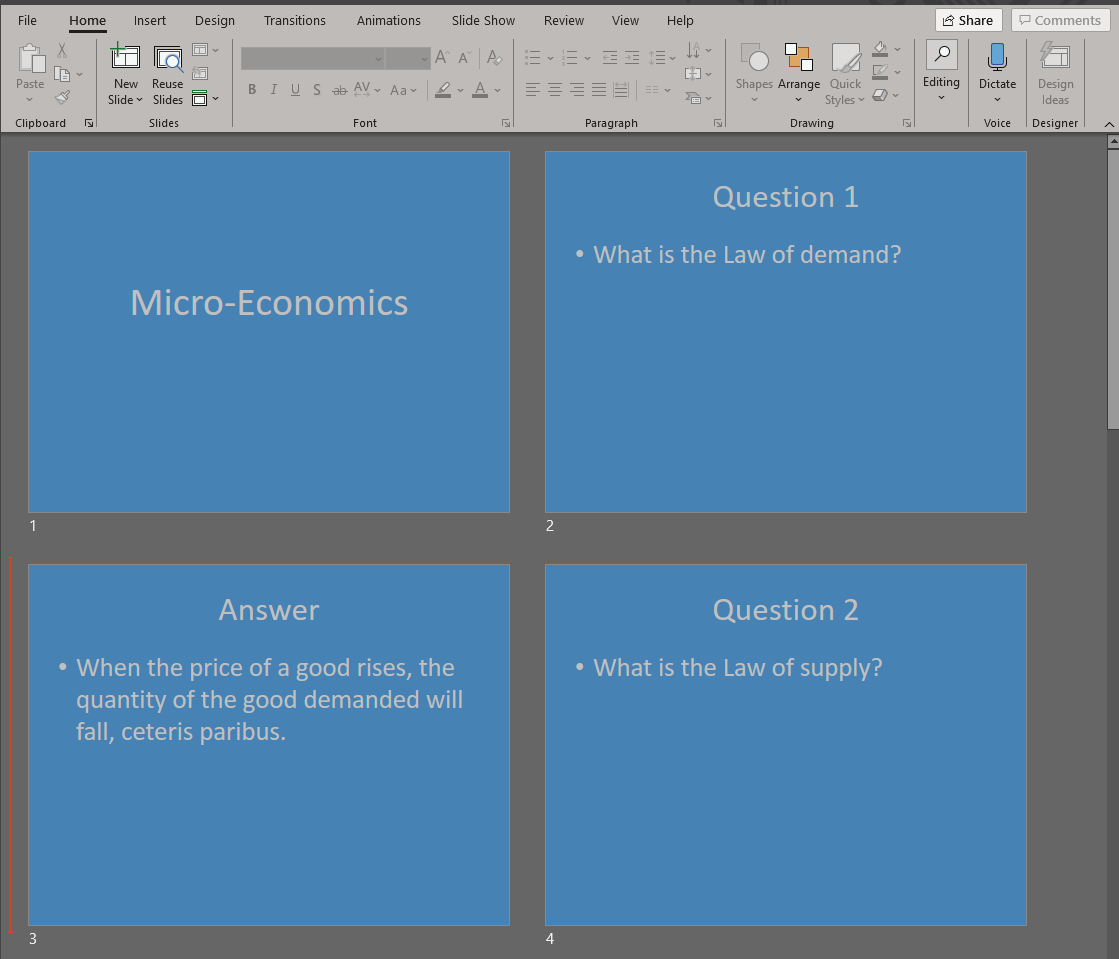 File Home Insert Design Transitions Animations Slide Show Review View Help Share Comments
Paste
New Slide
Reuse Slides
B I U S ab AV Aa A
Shapes Arrange Quick Styles
Editing
Dictate
Design Ideas
Clipboard Slides Font Paragraph Drawing Voice Designer
Micro-Economics
1
Question 1
• What is the Law of demand?
2
Answer
• When the price of a good rises, the
quantity of the good demanded will
fall, ceteris paribus.
3
Question 2
• What is the Law of supply?
4